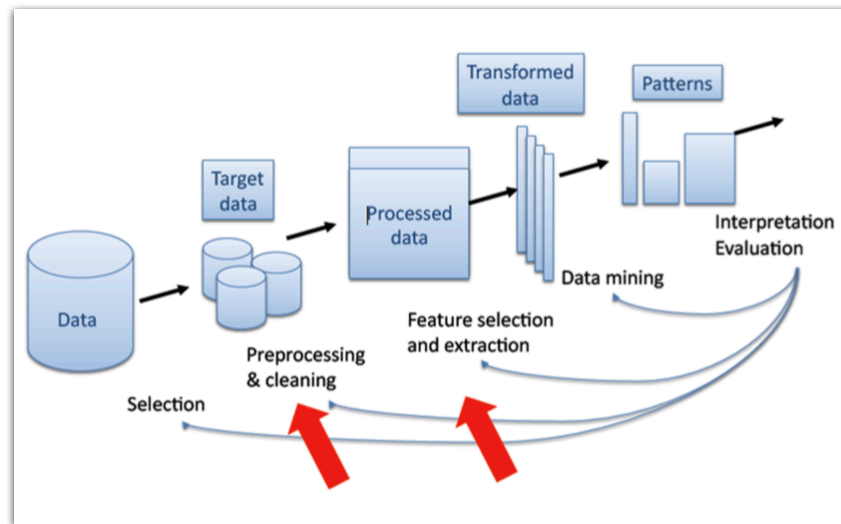 Transformed
data
Patterns
Target
data
Processed
data
Data
Interpretation
Evaluation
Data mining
Feature selection
and extraction
Preprocessing
& cleaning
Selection